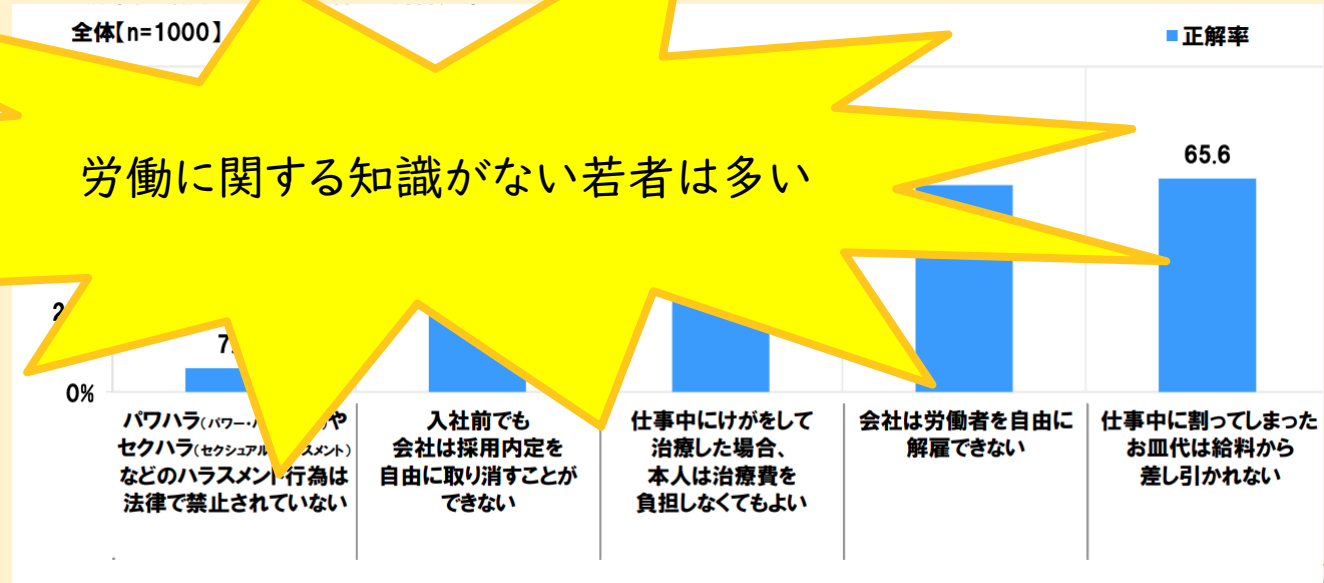 全体【n=1000】
■正解率
労働に関する知識がない若者は多い
65.6
2
7
0%
パワハラ(パワー・ や
セクハラ(セクシュアル スメント)
などのハラスメント行為は
法律で禁止されていない
入社前でも
会社は採用内定を
自由に取り消すことが
できない
仕事中にけがをして
治療した場合、
本人は治療費を
負担しなくてもよい
会社は労働者を自由に
解雇できない
仕事中に割ってしまった
お皿代は給料から
差し引かれない